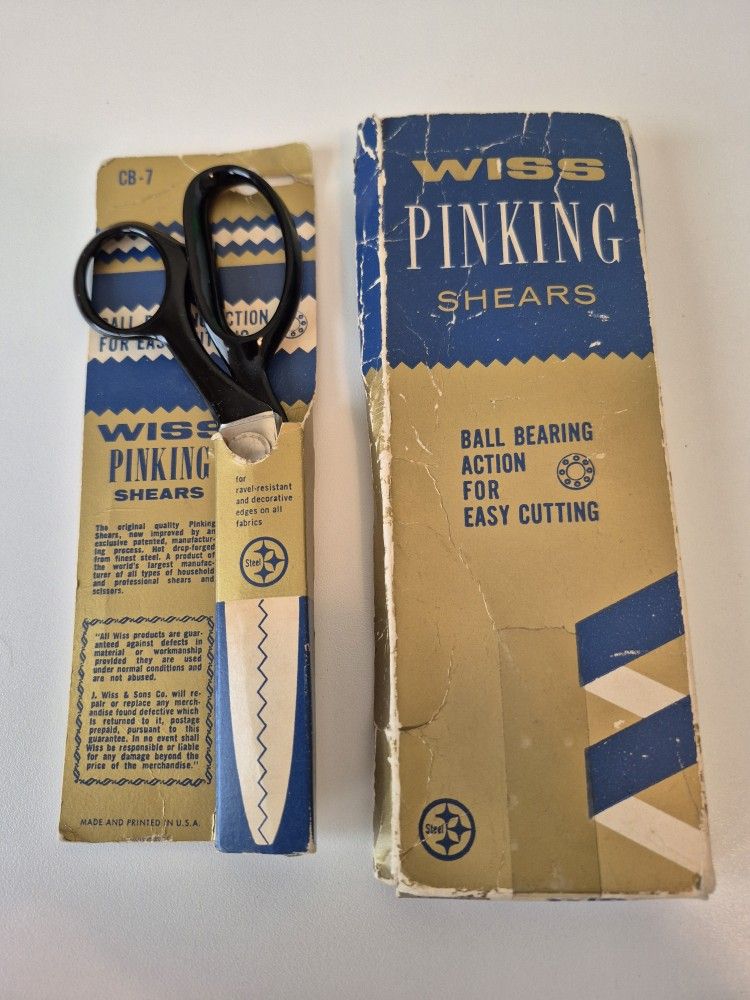 CB-7
BALL
CTION
FOR EAS
WISS
PINKING
SHEARS
The original quality Pinking
Shears, now improved by an
exclusive patented, manufactur-
ing process. Hot drop-forged
from finest steel. A product of
the world's largest manufac-
turer of all types of household
and professional shears and
scissors.
"All Wiss products are guar-
anteed against defects in
material or workmanship
provided they are used
under normal conditions and
are not abused.
J. Wiss & Sons Co. will re-
pair or replace any merch-
andise found defective which
is returned to it, postage
prepaid, pursuant to this
guarantee. In no event shall
Wiss be responsible or liable
for any damage beyond the
price of the merchandise."
MADE AND PRINTED IN U.S.A.
for
ravel-resistant
and decorative
edges on all
fabrics
Steel
WISS
PINKING
SHEARS
BALL BEARING
ACTION
FOR
EASY CUTTING
Steel